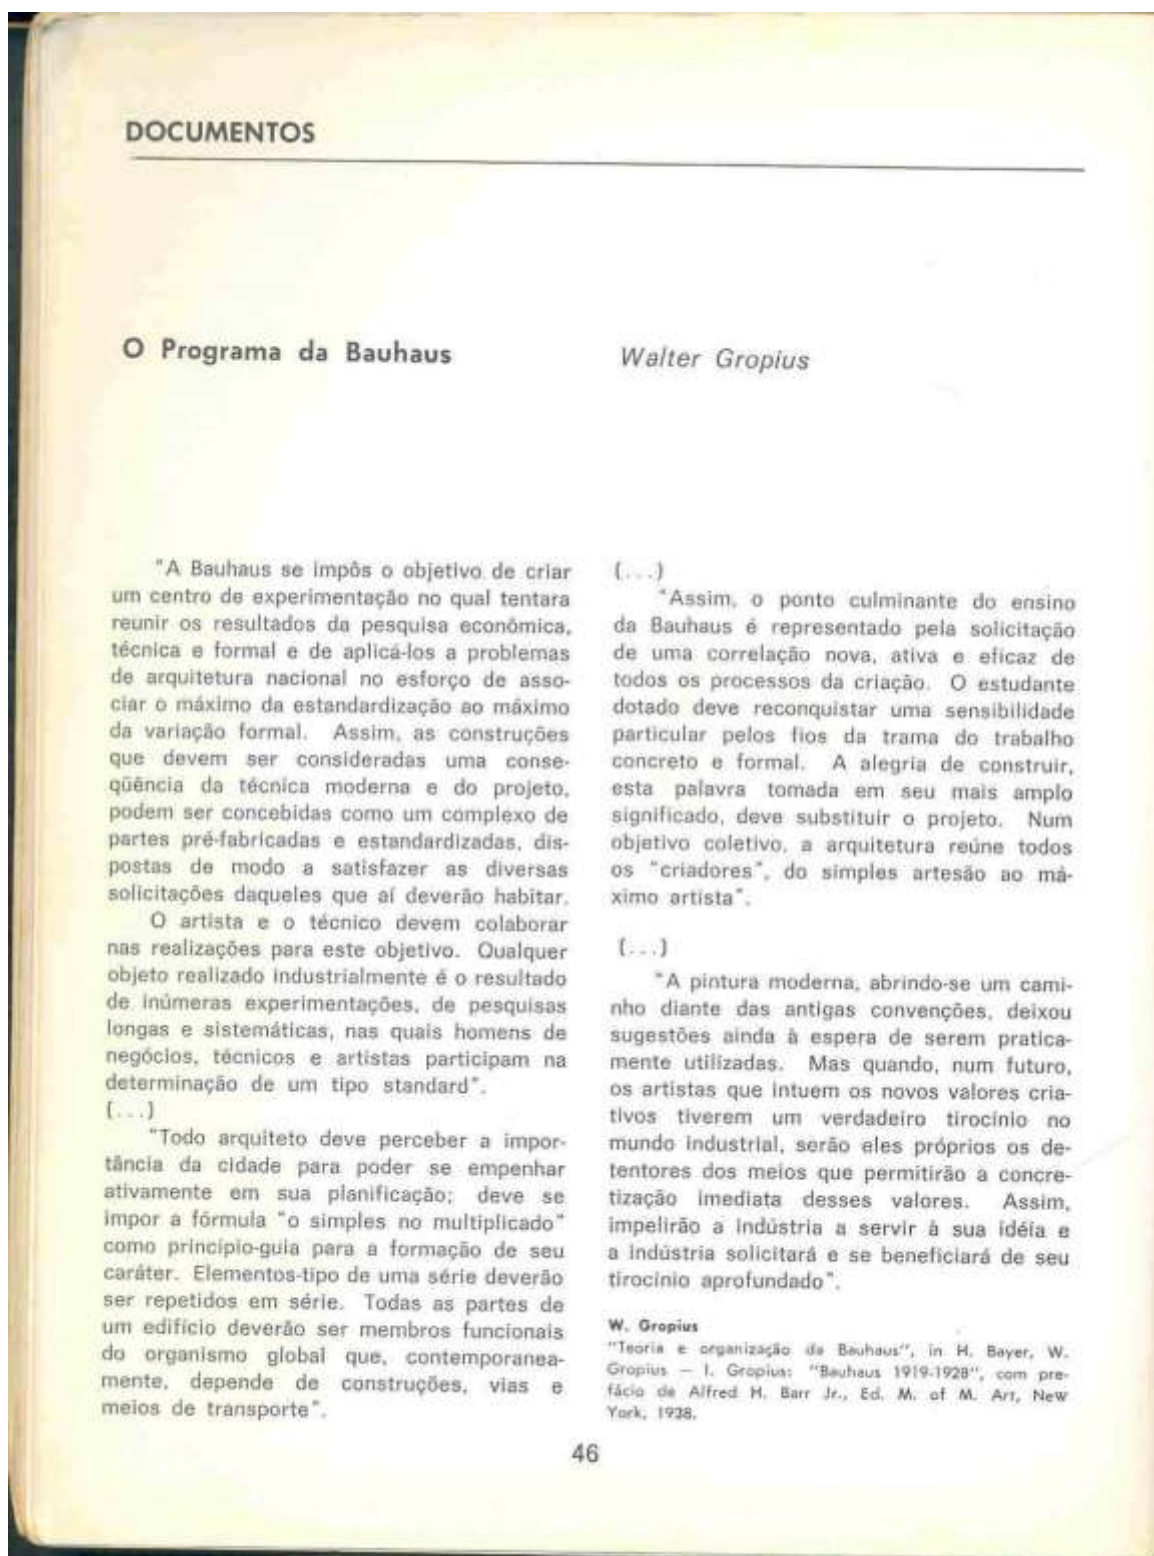 DOCUMENTOS
O Programa da Bauhaus
Walter Gropius
"A Bauhaus se impôs o objetivo de criar
um centro de experimentação no qual tentara
reunir os resultados da pesquisa econômica,
técnica e formal e de aplicá-los a problemas
de arquitetura nacional no esforço de asso-
ciar o máximo da estandardização ao máximo
da variação formal. Assim, as construções
que devem ser consideradas uma conse-
qüência da técnica moderna e do projeto,
podem ser concebidas como um complexo de
partes pré-fabricadas e estandardizadas, dis-
postas de modo a satisfazer as diversas
solicitações daqueles que aí deverão habitar.
O artista e o técnico devem colaborar
nas realizações para este objetivo. Qualquer
objeto realizado industrialmente é o resultado
de inúmeras experimentações, de pesquisas
longas e sistemáticas, nas quais homens de
negócios, técnicos e artistas participam na
determinação de um tipo standard".
(...)
"Todo arquiteto deve perceber a impor-
tância da cidade para poder se empenhar
ativamente em sua planificação; deve se
impor a fórmula "o simples no multiplicado"
como princípio-guia para a formação de seu
caráter. Elementos-tipo de uma série deverão
ser repetidos em série. Todas as partes de
um edifício deverão ser membros funcionais
do organismo global que, contemporanea-
mente, depende de construções, vias e
meios de transporte".
(...)
"Assim, o ponto culminante do ensino
da Bauhaus é representado pela solicitação
de uma correlação nova, ativa e eficaz de
todos os processos da criação. O estudante
dotado deve reconquistar uma sensibilidade
particular pelos fios da trama do trabalho
concreto e formal. A alegria de construir,
esta palavra tomada em seu mais amplo
significado, deve substituir o projeto. Num
objetivo coletivo, a arquitetura reúne todos
os "criadores", do simples artesão ao má-
ximo artista".
(...)
"A pintura moderna, abrindo-se um cami-
nho diante das antigas convenções, deixou
sugestões ainda à espera de serem pratica-
mente utilizadas. Mas quando, num futuro,
os artistas que intuem os novos valores cria-
tivos tiverem um verdadeiro tirocínio no
mundo industrial, serão eles próprios os de-
tentores dos meios que permitirão a concre-
tização imediata desses valores. Assim,
impelirão a indústria a servir à sua idéia e
a indústria solicitará e se beneficiará de seu
tirocínio aprofundado".
W. Gropius
"Teoria e organização da Bauhaus", in H. Bayer, W.
Gropius — I. Gropius: "Bauhaus 1919-1928", com pre-
fácio de Alfred H. Barr Jr., Ed. M. of M. Art, New
York, 1938.
46